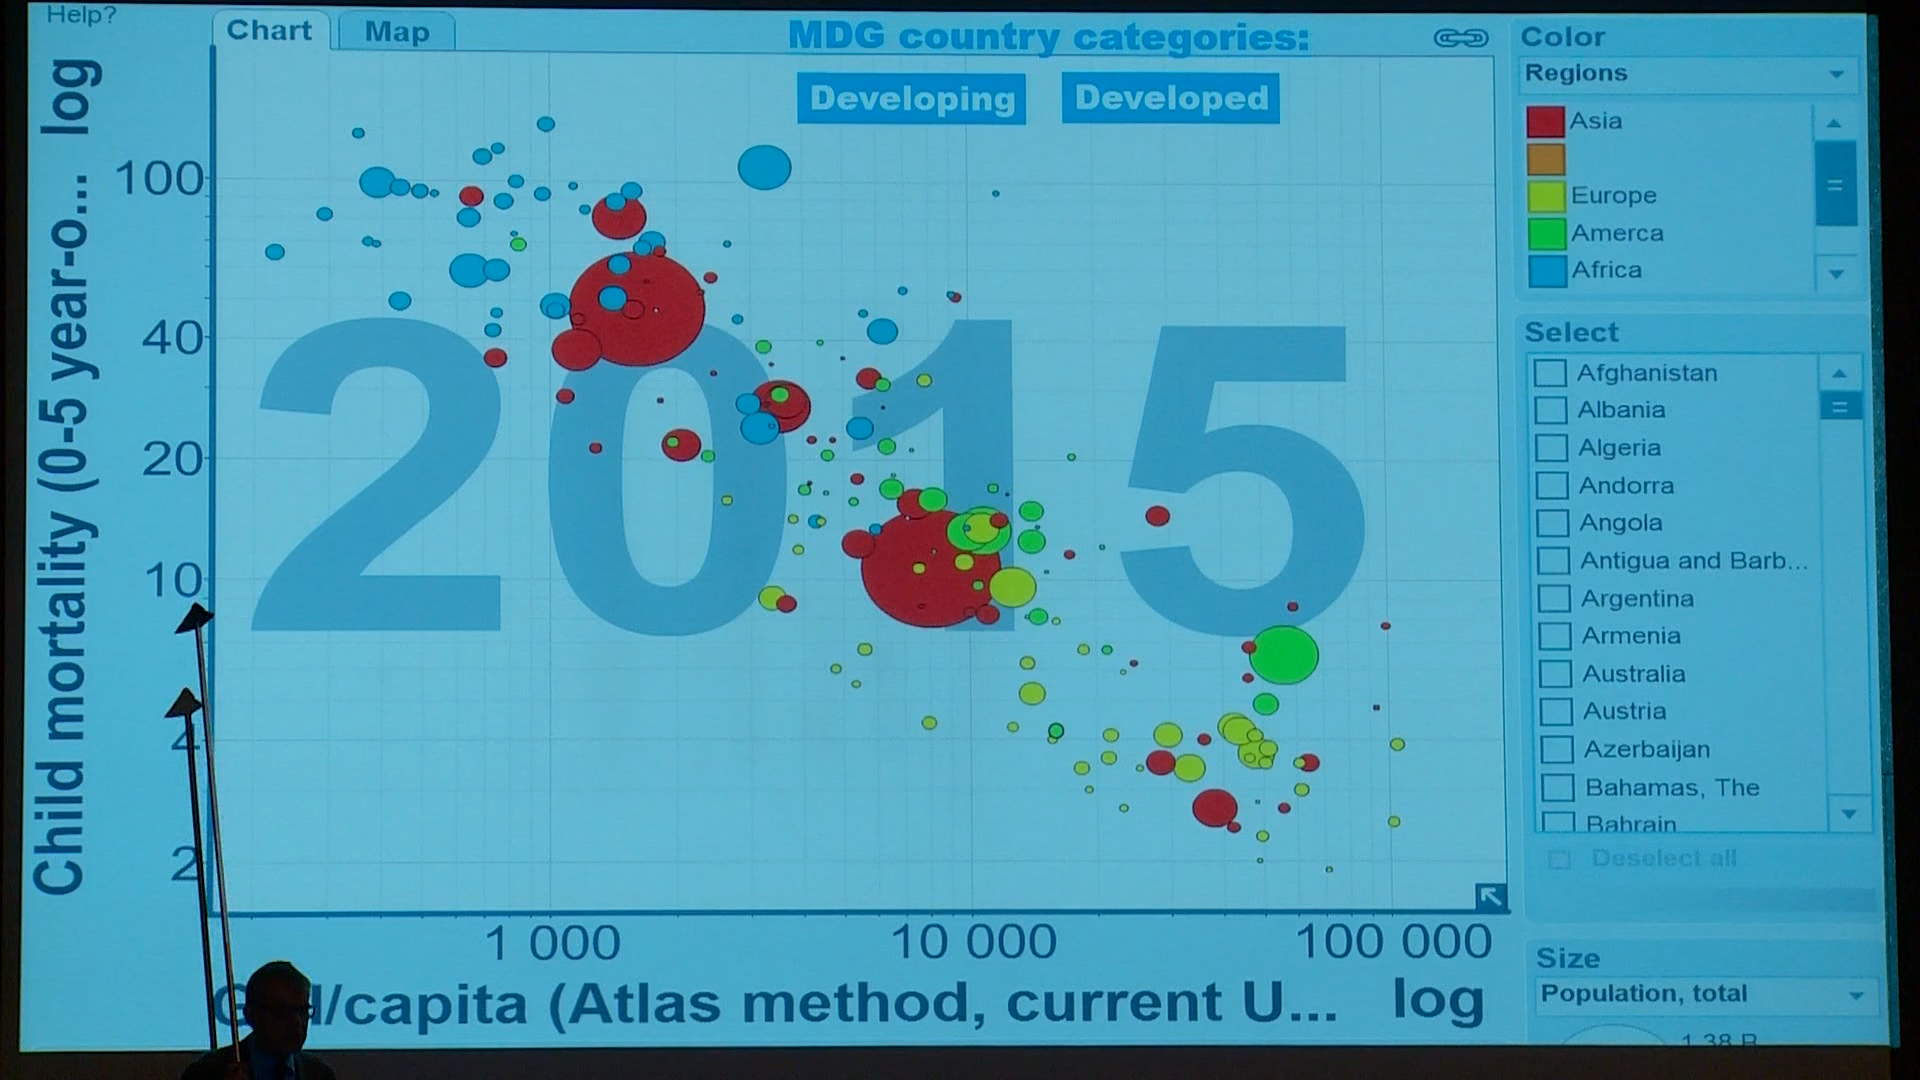 Help?
Chart
Map
MDG country categories:
Developing
Developed
Child mortality (0-5 year-o... log
100
40
20
10
4
2
2015
1 000
10 000
100 000
/capita (Atlas method, current U... log
Color
Regions
Asia
Europe
Amerca
Africa
Select
Afghanistan
Albania
Algeria
Andorra
Angola
Antigua and Barb...
Argentina
Armenia
Australia
Austria
Azerbaijan
Bahamas, The
Bahrain
Deselect all
Size
Population, total
1.38 B